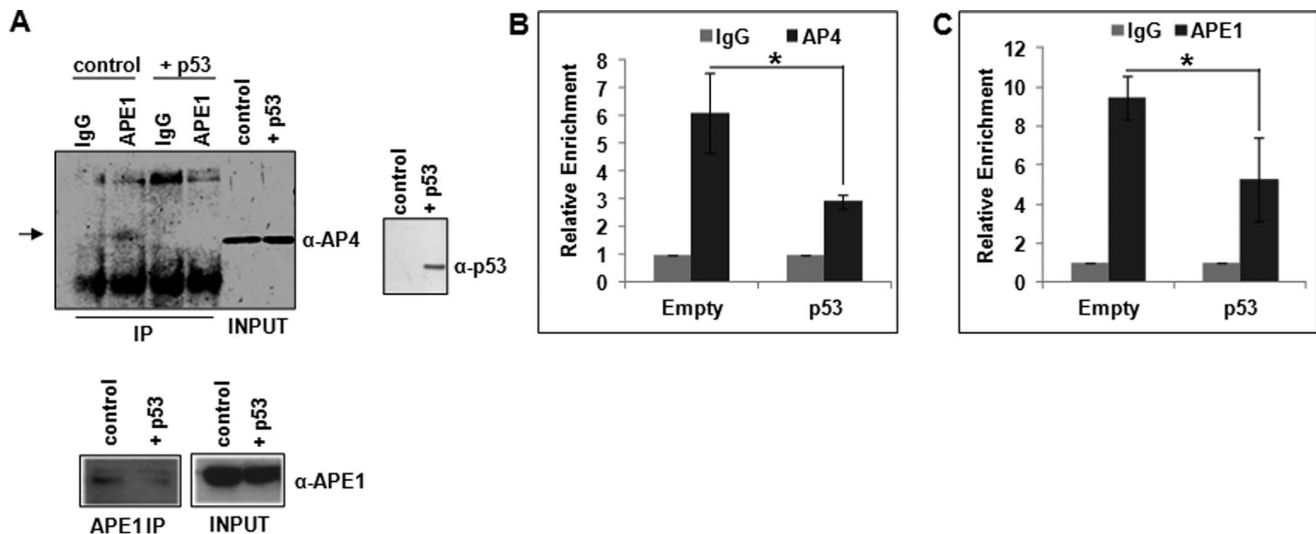 A
control
+ p53
IgG
APE1
IgG
APE1
control
+ p53
α-AP4
IP
INPUT
control
+ p53
α-p53
control
+ p53
control
+ p53
α-APE1
APE1 IP
INPUT
B
IgG AP4
*
Relative Enrichment
8
7
6
5
4
3
2
1
0
Empty p53
C
IgG APE1
*
Relative Enrichment
12
10
8
6
4
2
0
Empty p53